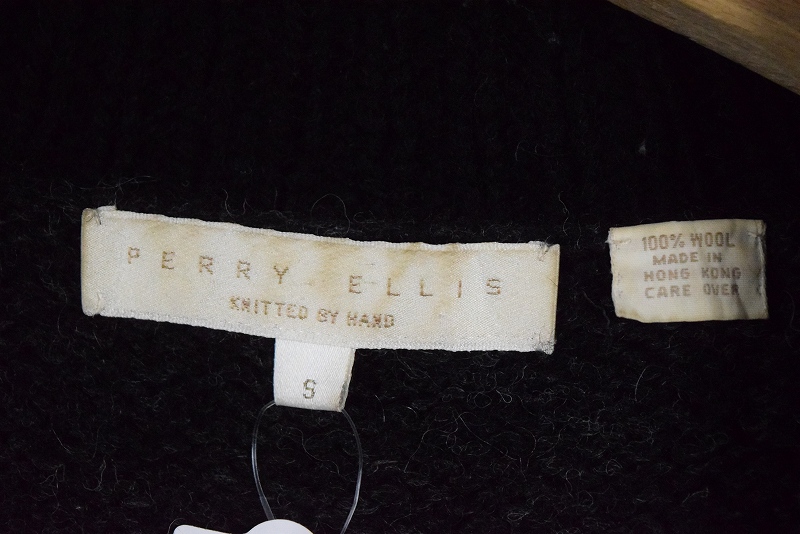 PERRY ELLIS
KNITTED BY HAND
S
100% WOOL
MADE IN
HONG KONG
CARE OVER